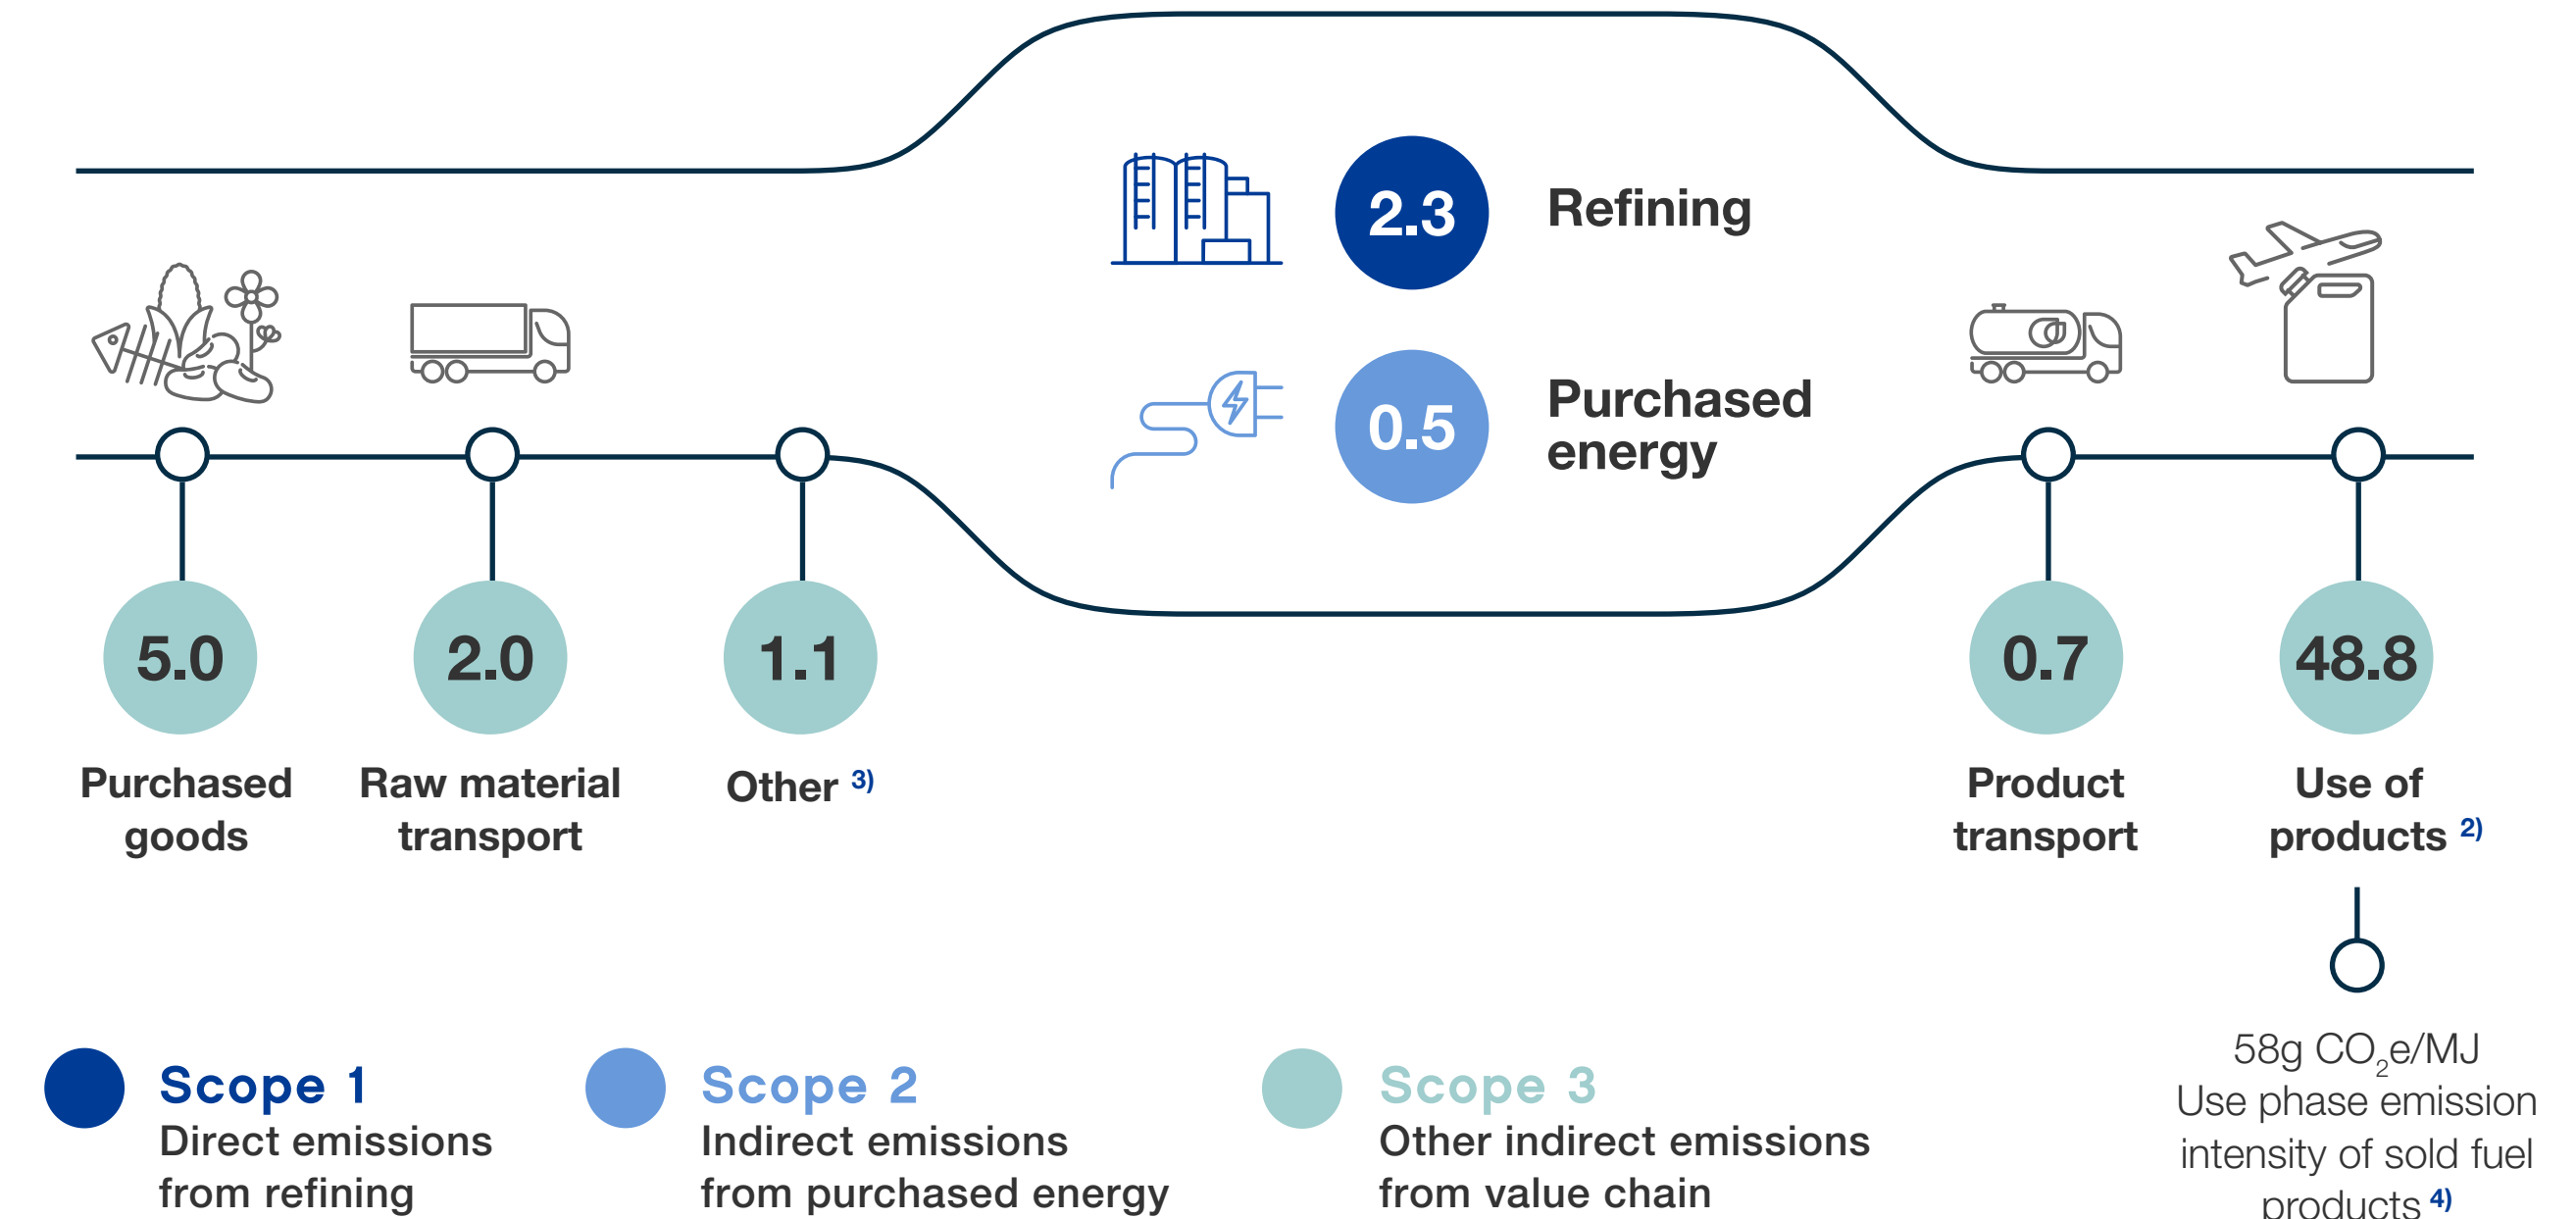 2.3
Refining
0.5
Purchased
energy
5.0
Purchased
goods
2.0
Raw material
transport
1.1
Other 3)
0.7
Product
transport
48.8
Use of
products 2)
58g CO₂e/MJ
Use phase emission
intensity of sold fuel
products 4)
Scope 1
Direct emissions
from refining
Scope 2
Indirect emissions
from purchased energy
Scope 3
Other indirect emissions
from value chain